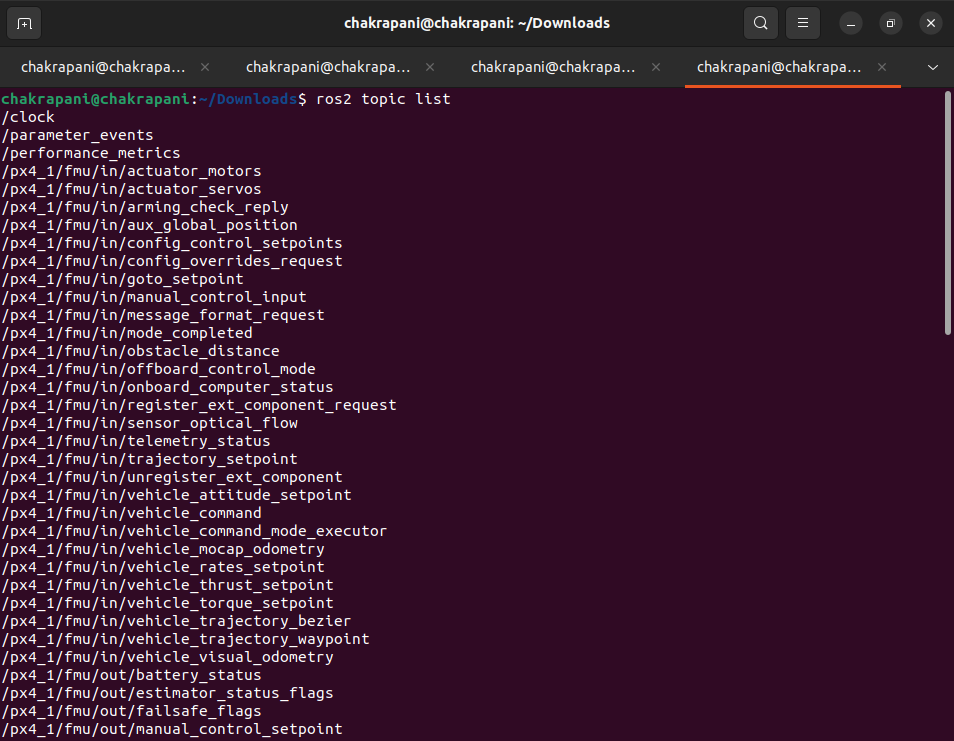 chakrapani@chakrapani: ~/Downloads
chakrapani@chakrapa... chakrapani@chakrapa... chakrapani@chakrapa... chakrapani@chakrapa...
chakrapani@chakrapani:~/Downloads$ ros2 topic list
/clock
/parameter_events
/performance_metrics
/px4_1/fmu/in/actuator_motors
/px4_1/fmu/in/actuator_servos
/px4_1/fmu/in/arming_check_reply
/px4_1/fmu/in/aux_global_position
/px4_1/fmu/in/config_control_setpoints
/px4_1/fmu/in/config_overrides_request
/px4_1/fmu/in/goto_setpoint
/px4_1/fmu/in/manual_control_input
/px4_1/fmu/in/message_format_request
/px4_1/fmu/in/mode_completed
/px4_1/fmu/in/obstacle_distance
/px4_1/fmu/in/offboard_control_mode
/px4_1/fmu/in/onboard_computer_status
/px4_1/fmu/in/register_ext_component_request
/px4_1/fmu/in/sensor_optical_flow
/px4_1/fmu/in/telemetry_status
/px4_1/fmu/in/trajectory_setpoint
/px4_1/fmu/in/unregister_ext_component
/px4_1/fmu/in/vehicle_attitude_setpoint
/px4_1/fmu/in/vehicle_command
/px4_1/fmu/in/vehicle_command_mode_executor
/px4_1/fmu/in/vehicle_mocap_odometry
/px4_1/fmu/in/vehicle_rates_setpoint
/px4_1/fmu/in/vehicle_thrust_setpoint
/px4_1/fmu/in/vehicle_torque_setpoint
/px4_1/fmu/in/vehicle_trajectory_bezier
/px4_1/fmu/in/vehicle_trajectory_waypoint
/px4_1/fmu/in/vehicle_visual_odometry
/px4_1/fmu/out/battery_status
/px4_1/fmu/out/estimator_status_flags
/px4_1/fmu/out/failsafe_flags
/px4_1/fmu/out/manual_control_setpoint